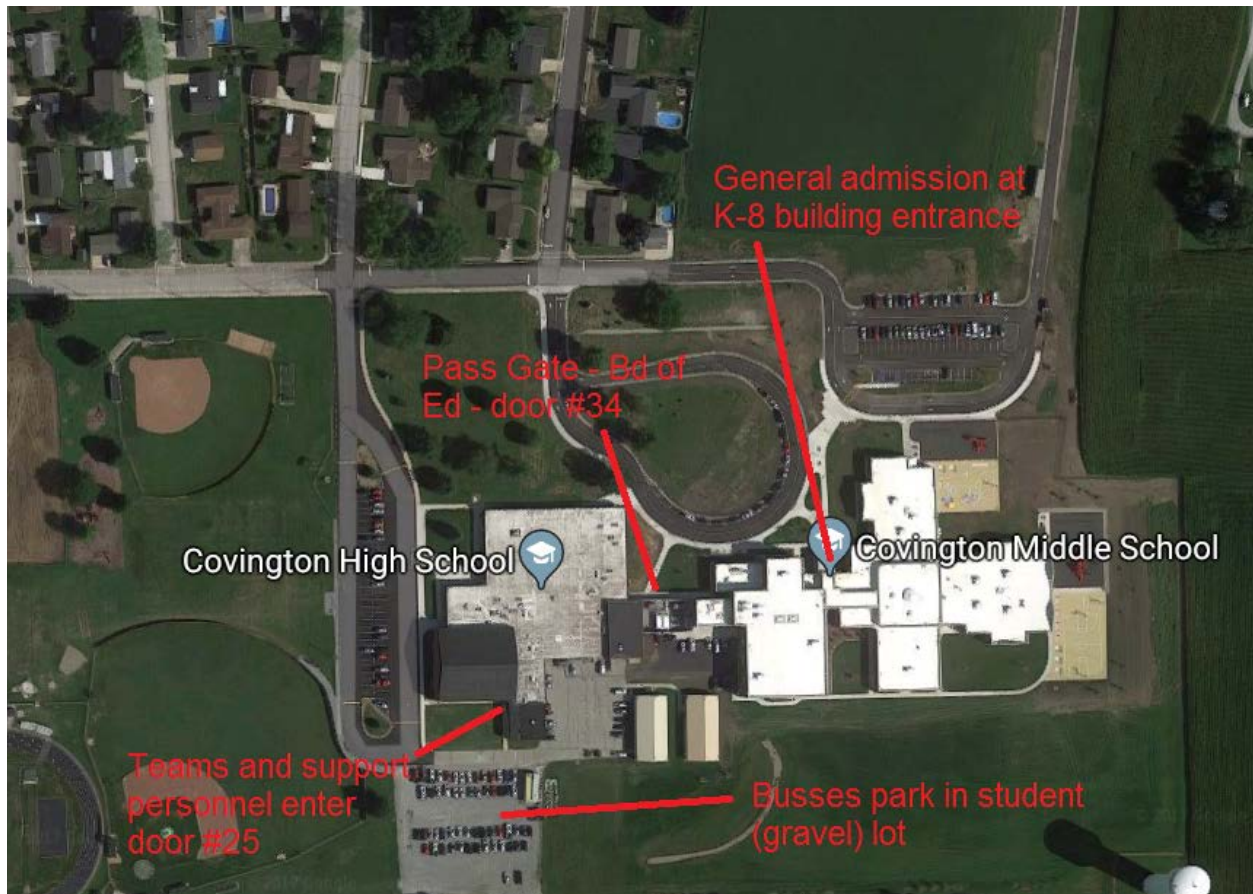 General admission at
K-8 building entrance
Pass Gate - Bd of
Ed - door #34
Covington High School
Covington Middle School
Teams and support
personnel enter
door #25
Busses park in student
(gravel) lot